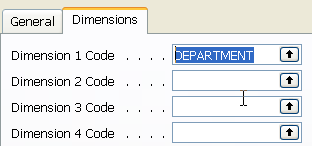 General Dimensions
Dimension 1 Code . . . . DEPARTMENT
Dimension 2 Code . . . .
Dimension 3 Code . . . .
Dimension 4 Code . . . .